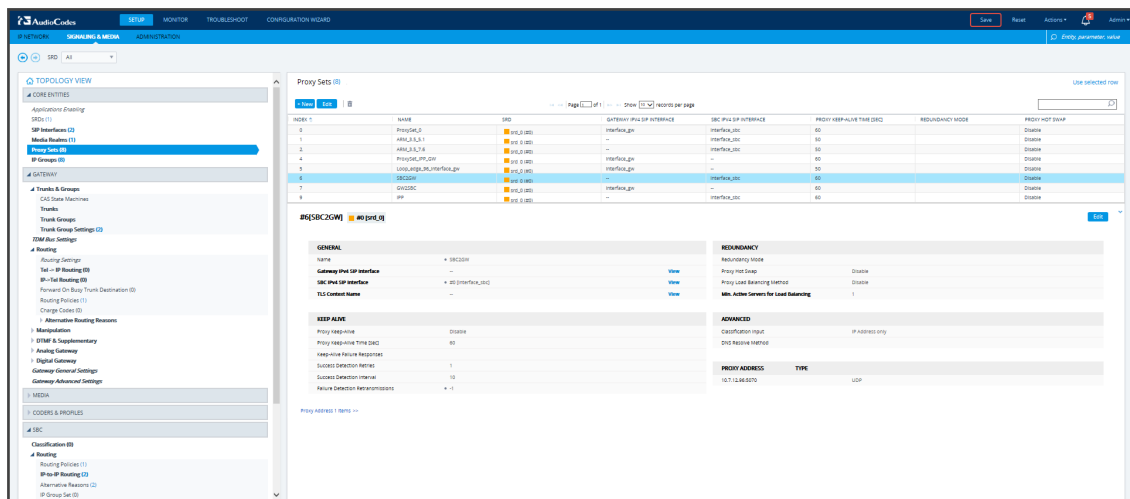 AudioCodes SETUP MONITOR TROUBLESHOOT CONFIGURATION WIZARD Save Reset Actions Admin
IP NETWORK SIGNALING & MEDIA ADMINISTRATION Entity, parameter, value
SRD All
TOPOLOGY VIEW
CORE ENTITIES
Applications Enabling
SRDs (1)
SIP Interfaces (2)
Media Realms (1)
Proxy Sets (8)
IP Groups (8)
GATEWAY
Trunks & Groups
CAS State Machines
Trunks
Trunk Groups
Trunk Group Settings (2)
TDM Bus Settings
Routing
Routing Settings
Tel -> IP Routing (0)
IP->Tel Routing (0)
Forward On Busy Trunk Destination (0)
Routing Policies (1)
Charge Codes (0)
Alternative Routing Reasons
Manipulation
DTMF & Supplementary
Analog Gateway
Digital Gateway
Gateway General Settings
Gateway Advanced Settings
MEDIA
CODERS & PROFILES
SBC
Classification (0)
Routing
Routing Policies (1)
IP-to-IP Routing (2)
Alternative Reasons (2)
IP Group Set (0)
Proxy Sets (8) Use selected row
+ New Edit Page 1 of 1 Show 10 records per page
INDEX NAME SRD GATEWAY IPV4 SIP INTERFACE SBC IPV4 SIP INTERFACE PROXY KEEP-ALIVE TIME [SEC] REDUNDANCY MODE PROXY HOT SWAP
0 ProxySet_0 srd_0 (#0) Interface_gw Interface_sbc 60 Disable
1 ARM_8.5_8.1 srd_0 (#0) -- Interface_sbc 50 Disable
2 ARM_8.5_7.6 srd_0 (#0) -- Interface_sbc 50 Disable
4 ProxySet_IPP_GW srd_0 (#0) Interface_gw -- 60 Disable
5 Loop_edge_96_Interface_gw srd_0 (#0) Interface_gw -- 50 Disable
6 SBC2GW srd_0 (#0) -- Interface_sbc 60 Disable
7 GW2SBC srd_0 (#0) Interface_gw -- 60 Disable
9 IPP srd_0 (#0) -- Interface_sbc 60 Disable
#6[SBC2GW] #0 [srd_0] Edit
GENERAL
Name SBC2GW
Gateway IPv4 SIP Interface -- View
SBC IPv4 SIP Interface #0 [Interface_sbc] View
TLS Context Name -- View
REDUNDANCY
Redundancy Mode
Proxy Hot Swap Disable
Proxy Load Balancing Method Disable
Min. Active Servers for Load Balancing 1
KEEP ALIVE
Proxy Keep-Alive Disable
Proxy Keep-Alive Time [sec] 60
Keep-Alive Failure Responses
Success Detection Retries 1
Success Detection Interval 10
Failure Detection Retransmissions -1
ADVANCED
Classification Input IP Address only
DNS Resolve Method
PROXY ADDRESS TYPE
10.7.12.96:5070 UDP
Proxy Address 1 items >>